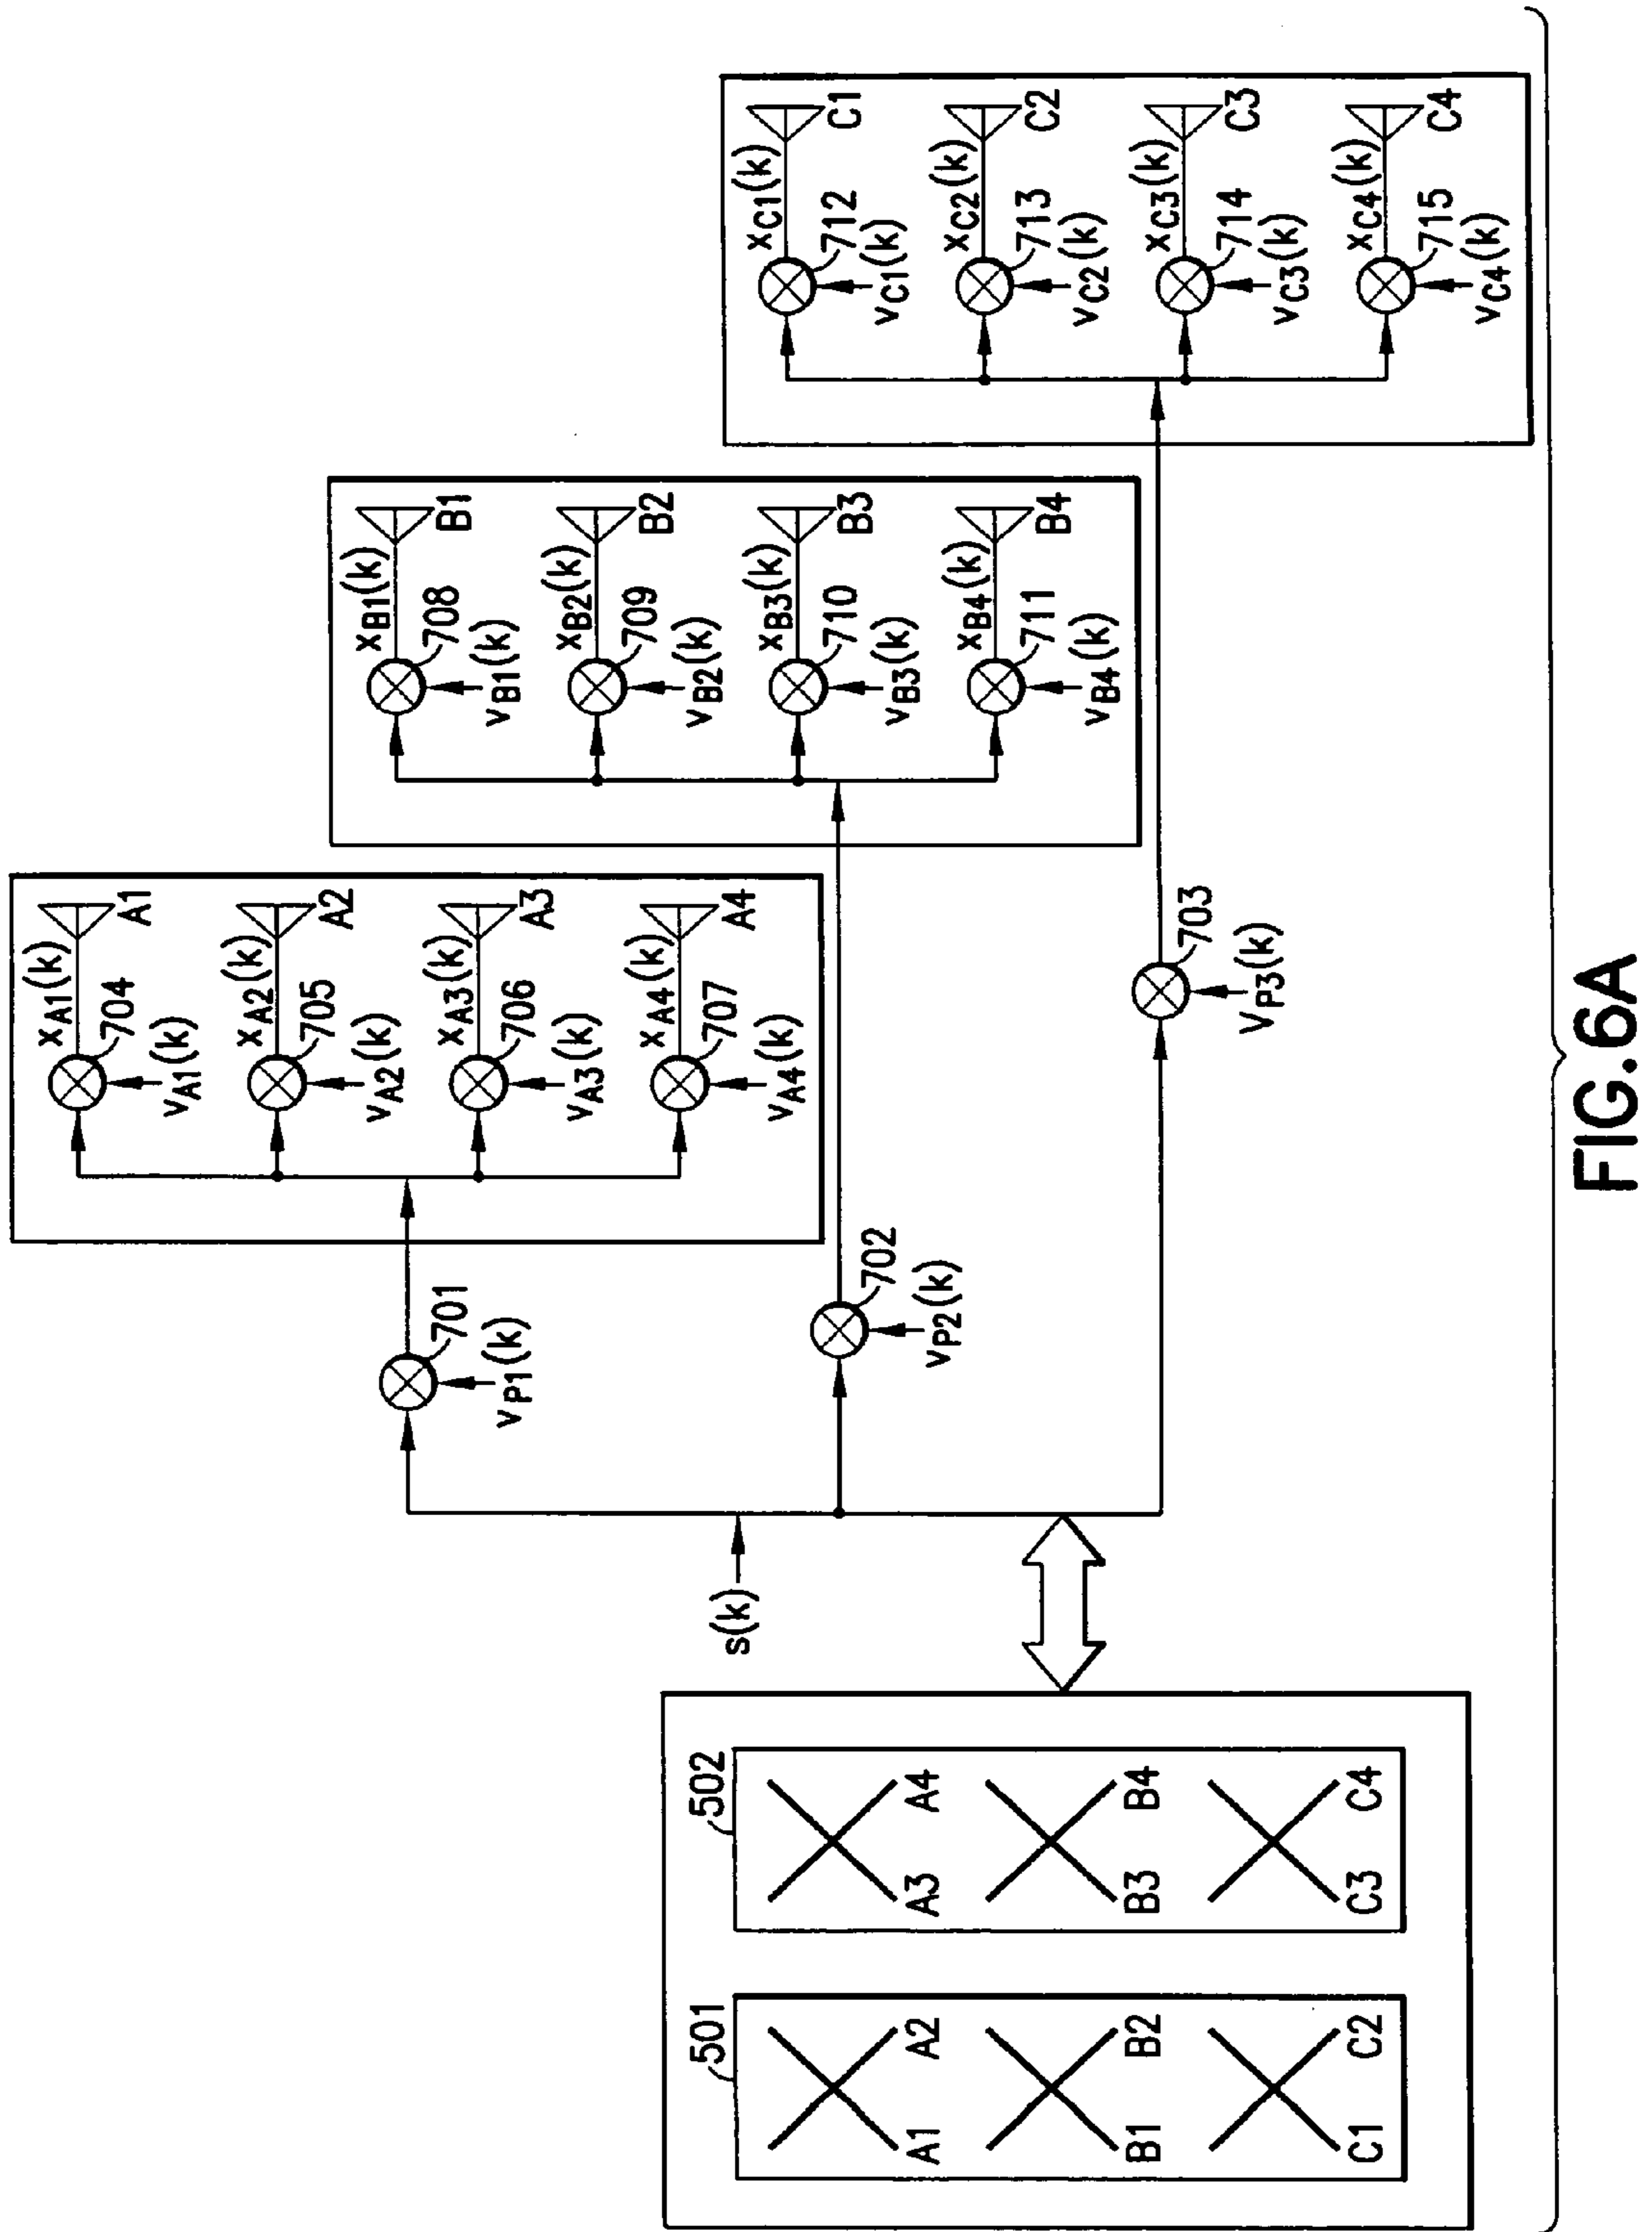 501
A1 A2
B1 B2
C1 C2
502
A3 A4
B3 B4
C3 C4
s(k)
701
vP1(k)
702
vP2(k)
703
VP3(k)
xA1(k)
704
A1
vA1(k)
xA2(k)
705
A2
vA2(k)
xA3(k)
706
A3
vA3(k)
xA4(k)
707
A4
vA4(k)
xB1(k)
708
B1
vB1(k)
xB2(k)
709
B2
vB2(k)
xB3(k)
710
B3
vB3(k)
xB4(k)
711
B4
vB4(k)
xC1(k)
712
C1
vC1(k)
xC2(k)
713
C2
vC2(k)
xC3(k)
714
C3
vC3(k)
xC4(k)
715
C4
vC4(k)
FIG.6A